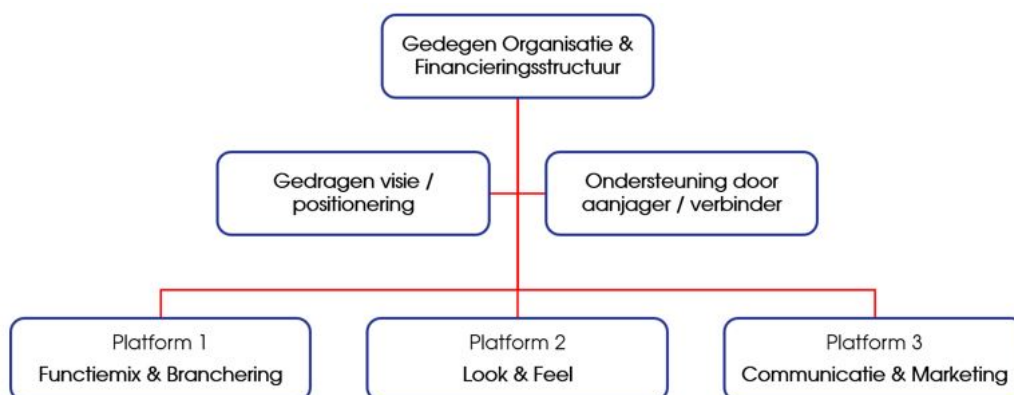 Gedegen Organisatie &
Financieringsstructuur
Gedragen visie /
positionering
Ondersteuning door
aanjager / verbinder
Platform 1
Functiemix & Branchering
Platform 2
Look & Feel
Platform 3
Communicatie & Marketing